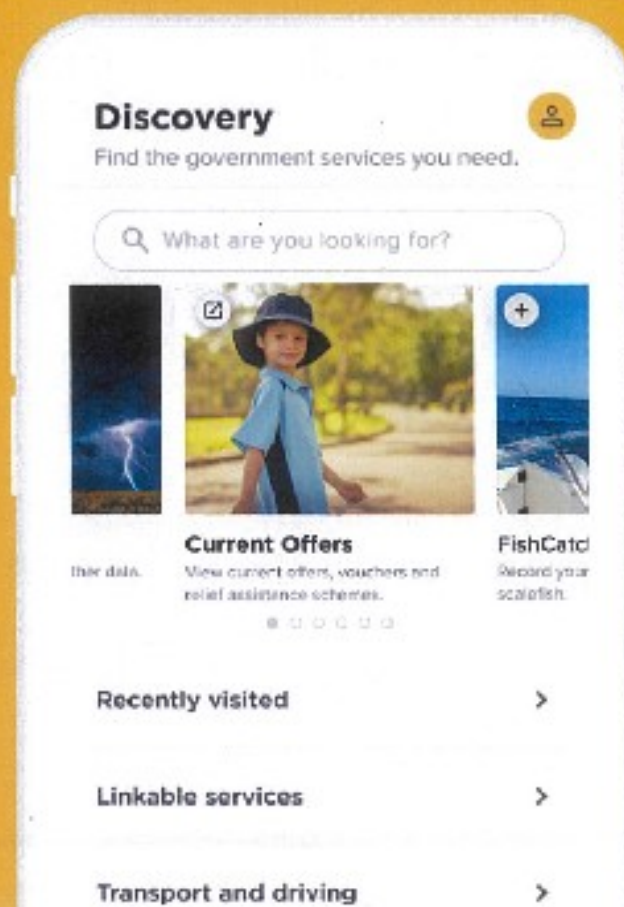 Discovery
Find the government services you need.
What are you looking for?
Current Offers
View current offers, vouchers and
relief assistance schemes.
ther data.
FishCatc
Record your
scalefish.
Recently visited
Linkable services
Transport and driving